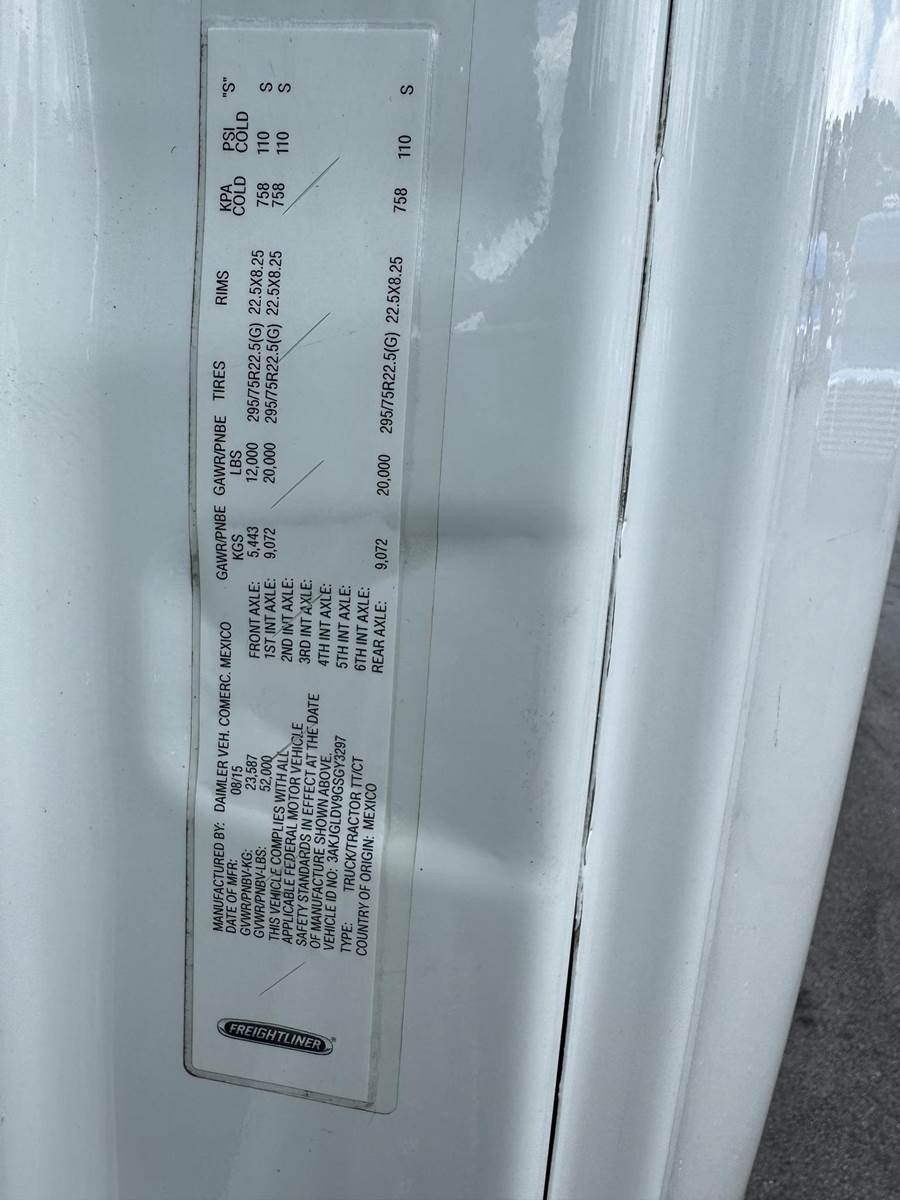 FREIGHTLINER®
MANUFACTURED BY: DAIMLER VEH. COMERC. MEXICO
DATE OF MFR: 08/15
GVWR/PNBV-KG: 23,587
GVWR/PNBV-LBS: 52,000
THIS VEHICLE COMPLIES WITH ALL
APPLICABLE FEDERAL MOTOR VEHICLE
SAFETY STANDARDS IN EFFECT AT THE DATE
OF MANUFACTURE SHOWN ABOVE.
VEHICLE ID NO: 3AKJGLDV9GSGY3297
TYPE: TRUCK/TRACTOR TT/CT
COUNTRY OF ORIGIN: MEXICO
GAWR/PNBE GAWR/PNBE TIRES RIMS KPA PSI "S"
KGS LBS COLD COLD
FRONT AXLE: 5,443 12,000 295/75R22.5(G) 22.5X8.25 758 110 S
1ST INT AXLE: 9,072 20,000 295/75R22.5(G) 22.5X8.25 758 110 S
2ND INT AXLE:
3RD INT AXLE:
4TH INT AXLE:
5TH INT AXLE:
6TH INT AXLE:
REAR AXLE: 9,072 20,000 295/75R22.5(G) 22.5X8.25 758 110 S